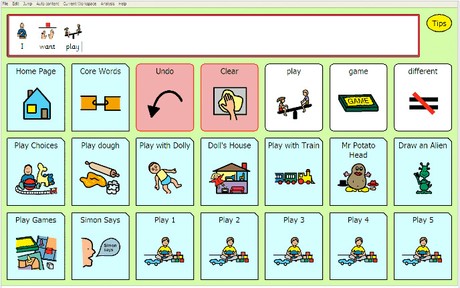 File Edit Jump Auto content Current Workspace Analysis Help
I want play
Tips
Home Page Core Words Undo Clear play game different
GAME
Play Choices Play dough Play with Dolly Doll's House Play with Train Mr Potato Head Draw an Alien
Play Games Simon Says Play 1 Play 2 Play 3 Play 4 Play 5
Simon says